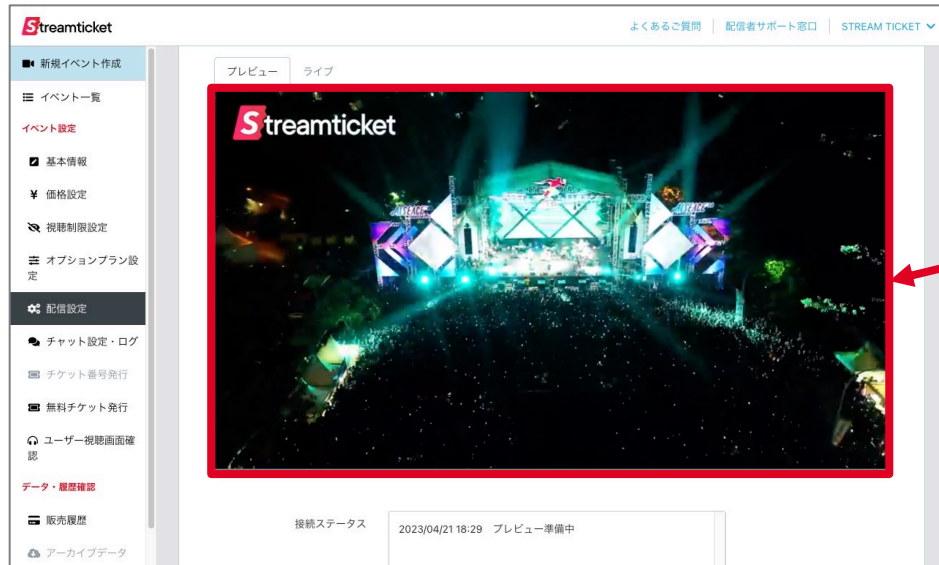 Streamticket
よくあるご質問
配信者サポート窓口
STREAM TICKET
新規イベント作成
イベント一覧
イベント設定
基本情報
¥ 価格設定
視聴制限設定
オプションプラン設
定
配信設定
チャット設定・ログ
チケット番号発行
無料チケット発行
ユーザー視聴画面確
認
データ・履歴確認
販売履歴
アーカイブデータ
プレビュー
ライブ
Streamticket
接続ステータス
2023/04/21 18:29 プレビュー準備中